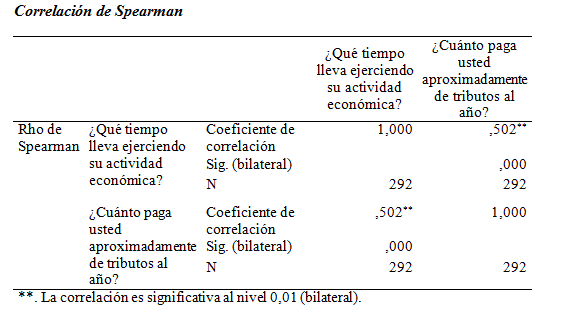 Correlación de Spearman
¿Qué tiempo
lleva ejerciendo
su actividad
económica?
¿Cuánto paga
usted
aproximadamente
de tributos al
año?
Rho de
Spearman
¿Qué tiempo
lleva ejerciendo
su actividad
económica?
Coeficiente de
correlación
1,000
,502**
Sig. (bilateral)
,000
N
292
292
¿Cuánto paga
usted
aproximadamente
de tributos al
año?
Coeficiente de
correlación
,502**
1,000
Sig. (bilateral)
,000
N
292
292
**. La correlación es significativa al nivel 0,01 (bilateral).